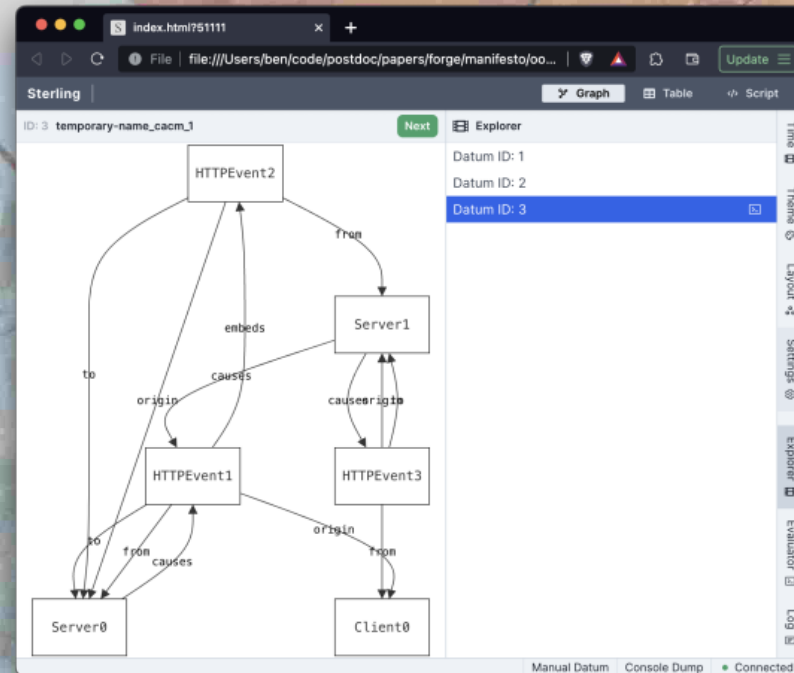 S index.html?51111 × +
File file:///Users/ben/code/postdoc/papers/forge/manifesto/oo... Update
Sterling Graph Table </> Script
ID: 3 temporary-name_cacm_1 Next Explorer
Datum ID: 1
Datum ID: 2
Datum ID: 3
HTTPEvent2
from
Server1
embeds
to
causes
origin
causes
origin
to
HTTPEvent1
HTTPEvent3
origin
to
from
from
causes
Server0
Client0
Time
Theme
Layout
Settings
Explorer
Evaluator
Log
Manual Datum Console Dump Connected